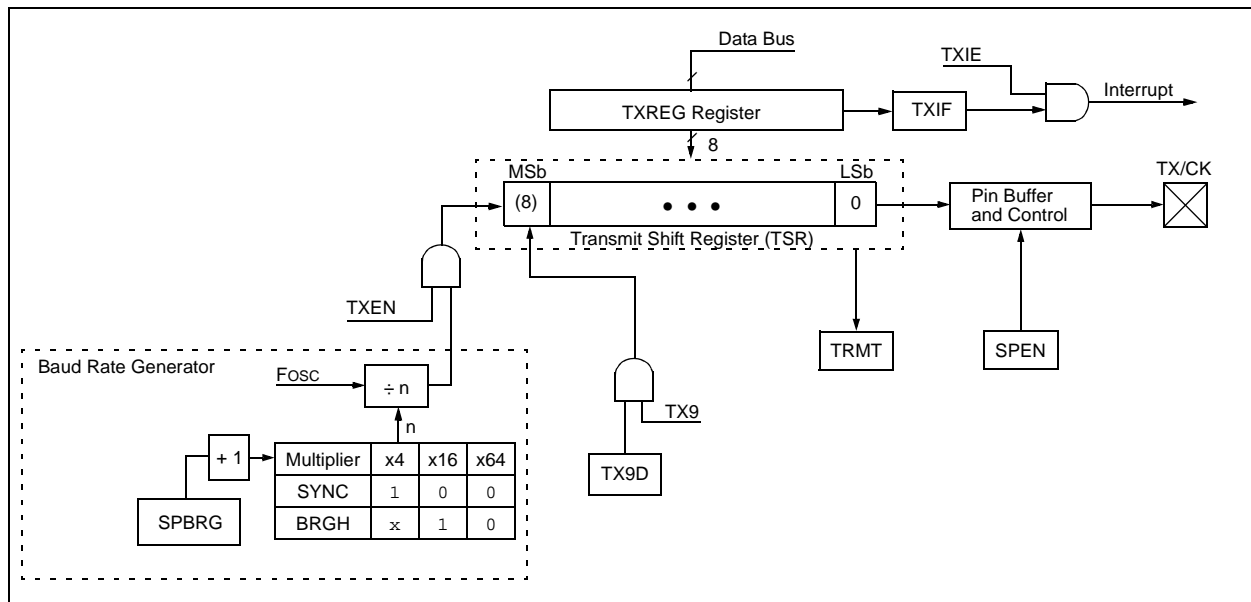 Data Bus
TXIE
Interrupt
TXREG Register
TXIF
8
MSb
LSb
TX/CK
(8)
• • •
0
Pin Buffer
and Control
Transmit Shift Register (TSR)
TXEN
TRMT
SPEN
Baud Rate Generator
FOSC
÷ n
TX9
n
+ 1
Multiplier x4 x16 x64
TX9D
SYNC 1 0 0
SPBRG
BRGH x 1 0